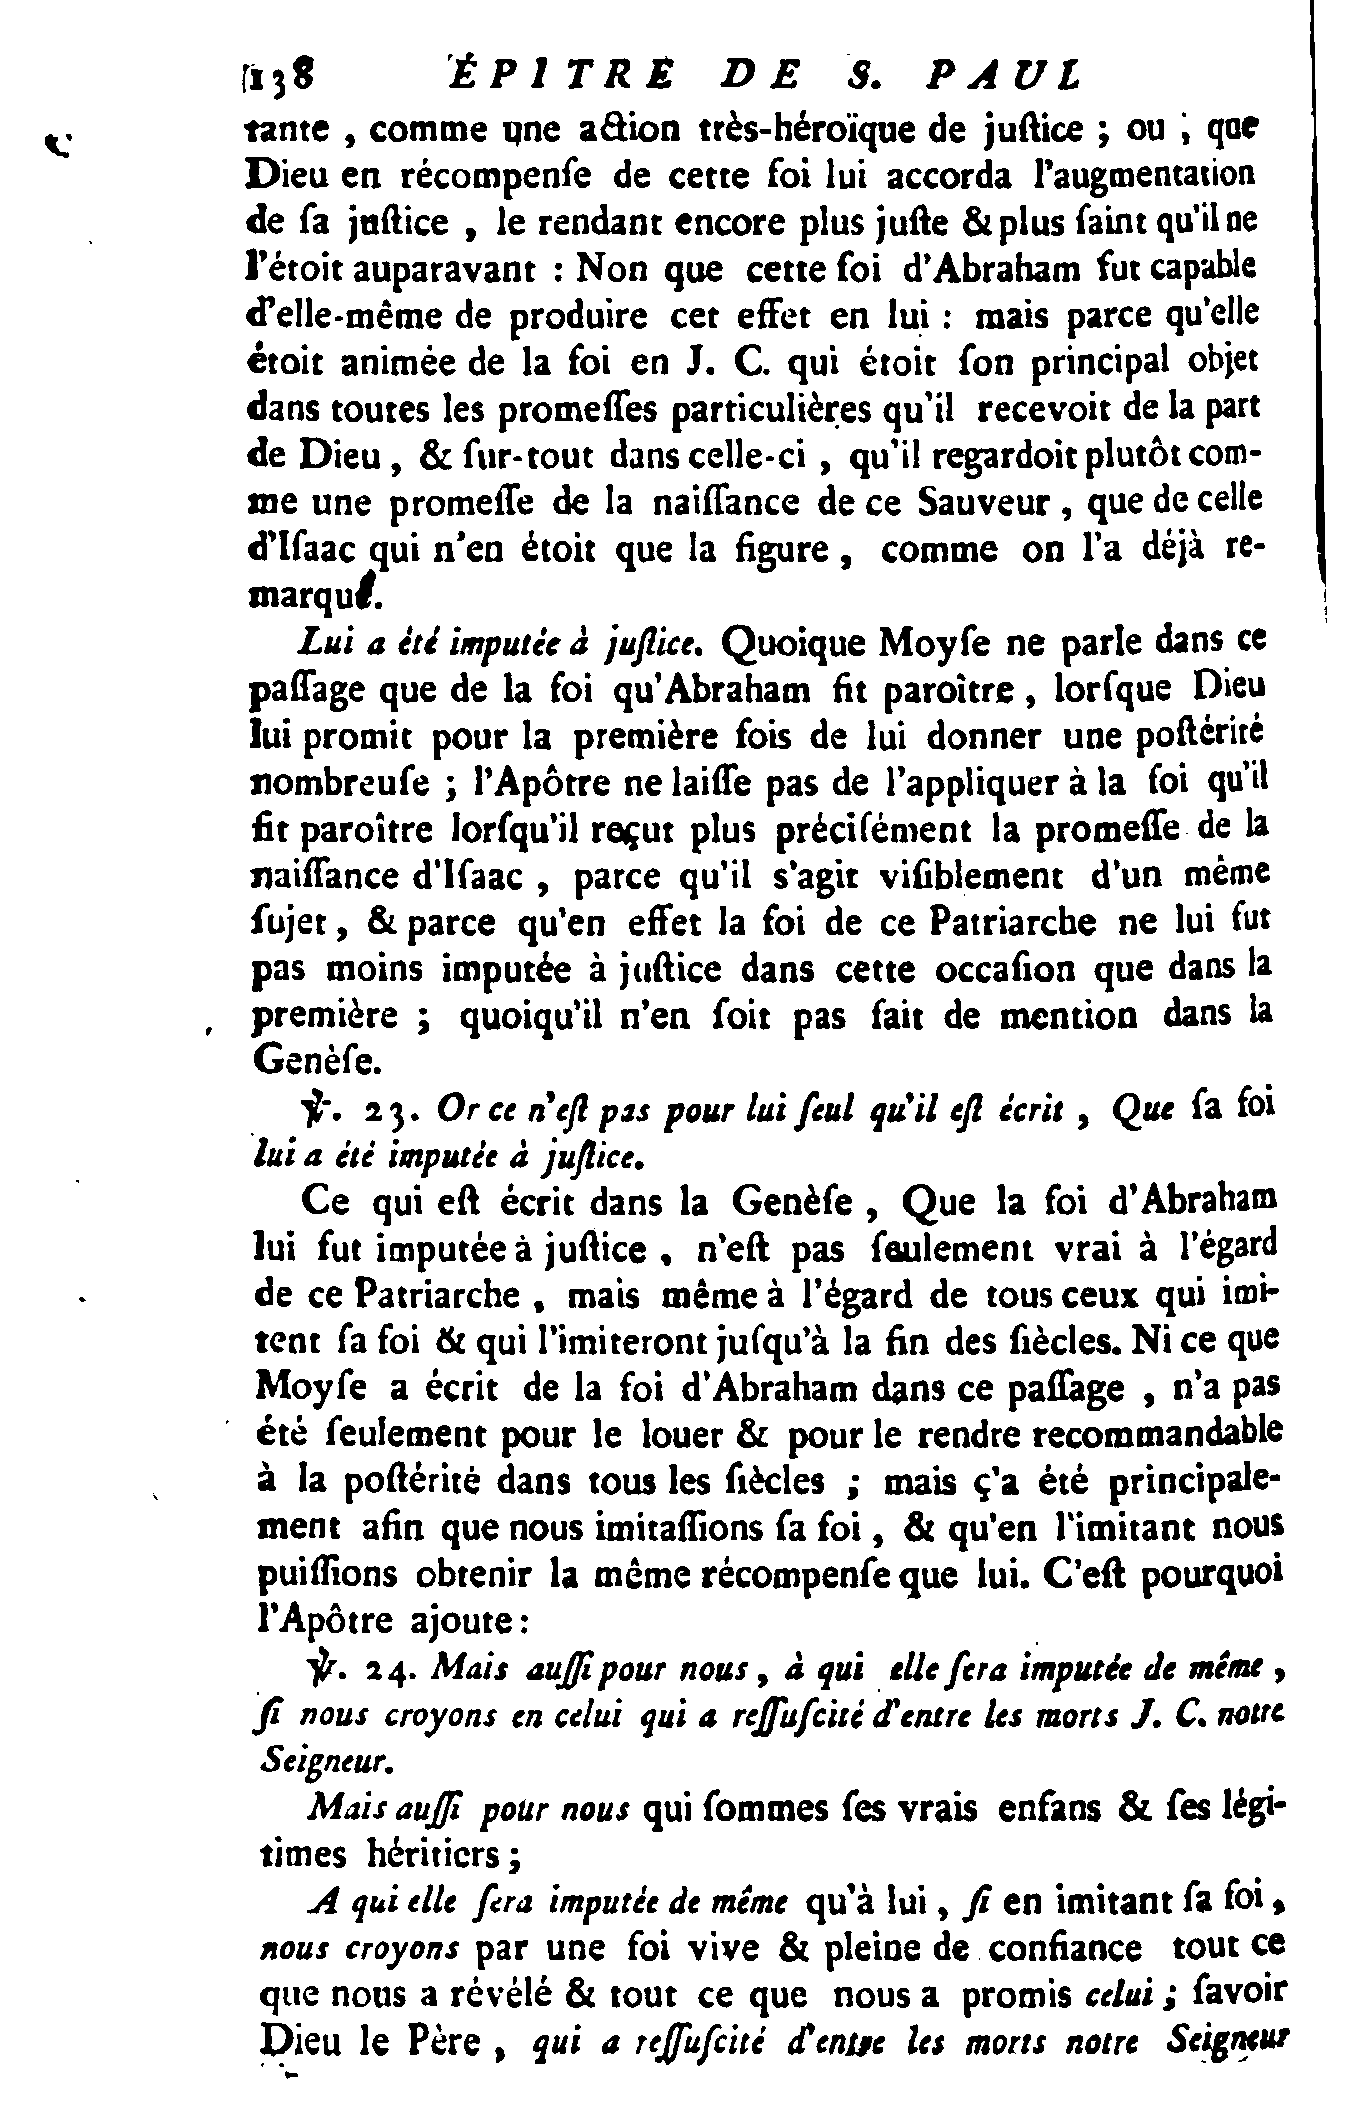 138 ÉPITRE DE S. PAUL
tante , comme une action très-héroïque de juſtice ; ou , que
Dieu en récompenſe de cette foi lui accorda l'augmentation
de ſa juſtice , le rendant encore plus juſte & plus ſaint qu'il ne
l'étoit auparavant : Non que cette foi d'Abraham fut capable
d'elle-même de produire cet effet en lui : mais parce qu'elle
étoit animée de la foi en J. C. qui étoit ſon principal objet
dans toutes les promeſſes particulières qu'il recevoit de la part
de Dieu , & ſur-tout dans celle-ci , qu'il regardoit plutôt com-
me une promeſſe de la naiſſance de ce Sauveur , que de celle
d'Iſaac qui n'en étoit que la figure , comme on l'a déjà re-
marqué.
Lui a été imputée à juſtice. Quoique Moyſe ne parle dans ce
paſſage que de la foi qu'Abraham fit paroître , lorſque Dieu
lui promit pour la première fois de lui donner une poſtérité
nombreuſe ; l'Apôtre ne laiſſe pas de l'appliquer à la foi qu'il
fit paroître lorſqu'il reçut plus préciſément la promeſſe de la
naiſſance d'Iſaac , parce qu'il s'agit viſiblement d'un même
ſujet , & parce qu'en effet la foi de ce Patriarche ne lui fut
pas moins imputée à juſtice dans cette occaſion que dans la
première ; quoiqu'il n'en ſoit pas fait de mention dans la
Genèſe.
℣. 23. Or ce n'eſt pas pour lui ſeul qu'il eſt écrit , Que ſa foi
lui a été imputée à juſtice.
Ce qui eſt écrit dans la Genèſe , Que la foi d'Abraham
lui fut imputée à juſtice , n'eſt pas ſeulement vrai à l'égard
de ce Patriarche , mais même à l'égard de tous ceux qui imi-
tent ſa foi & qui l'imiteront juſqu'à la fin des ſiècles. Ni ce que
Moyſe a écrit de la foi d'Abraham dans ce paſſage , n'a pas
été ſeulement pour le louer & pour le rendre recommandable
à la poſtérité dans tous les ſiècles ; mais ç'a été principale-
ment afin que nous imitaſſions ſa foi , & qu'en l'imitant nous
puiſſions obtenir la même récompenſe que lui. C'eſt pourquoi
l'Apôtre ajoute :
℣. 24. Mais auſſi pour nous , à qui elle ſera imputée de même ,
ſi nous croyons en celui qui a reſſuſcité d'entre les morts J. C. notre
Seigneur.
Mais auſſi pour nous qui ſommes ſes vrais enfans & ſes légi-
times héritiers ;
A qui elle ſera imputée de même qu'à lui , ſi en imitant ſa foi ,
nous croyons par une foi vive & pleine de confiance tout ce
que nous a révélé & tout ce que nous a promis celui ; ſavoir
Dieu le Père , qui a reſſuſcité d'entre les morts notre Seigneur